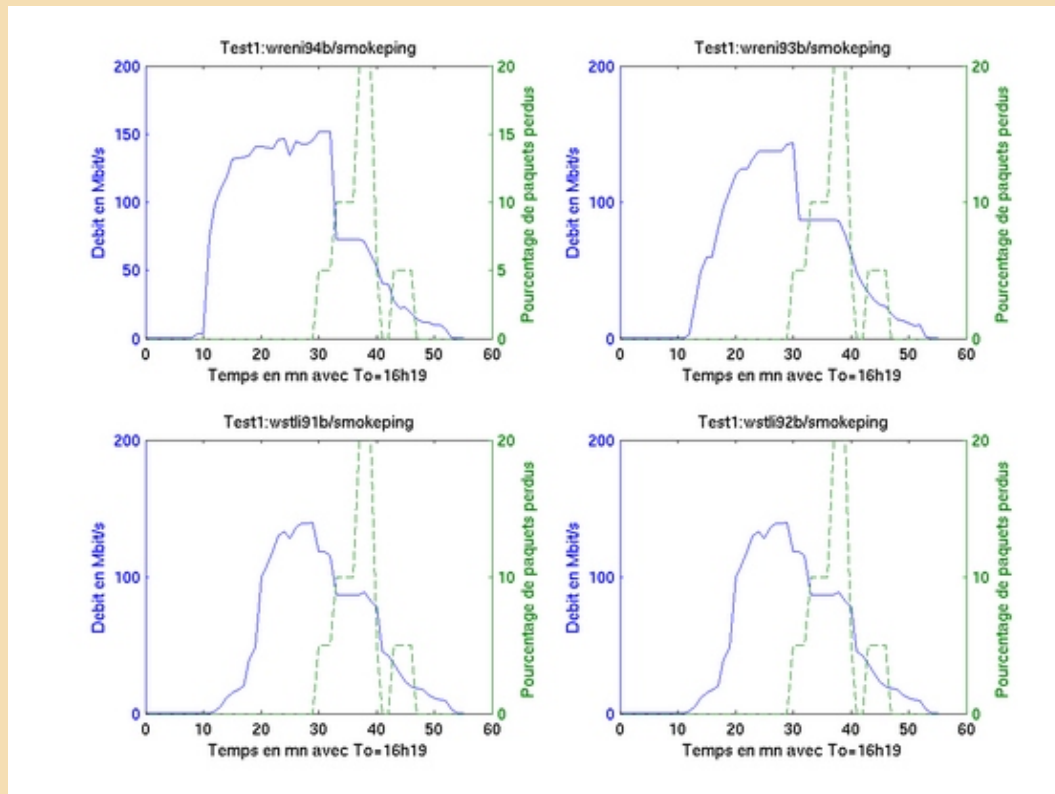 Test1:wreni94b/smokeping
200
150
100
50
0
Debit en Mbit/s
20
15
10
5
0
Pourcentage de paquets perdus
0 10 20 30 40 50 60
Temps en mn avec To=16h19
Test1:wreni93b/smokeping
200
150
100
50
0
Debit en Mbit/s
20
15
10
5
0
Pourcentage de paquets perdus
0 10 20 30 40 50 60
Temps en mn avec To=16h19
Test1:wstli91b/smokeping
200
100
0
Debit en Mbit/s
20
10
0
Pourcentage de paquets perdus
0 10 20 30 40 50 60
Temps en mn avec To=16h19
Test1:wstli92b/smokeping
200
100
0
Debit en Mbit/s
20
10
0
Pourcentage de paquets perdus
0 10 20 30 40 50 60
Temps en mn avec To=16h19